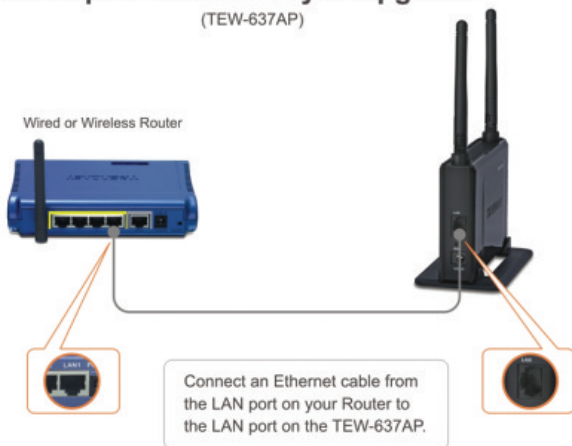 (TEW-637AP)
Wired or Wireless Router
LAN1
LAN
Connect an Ethernet cable from
the LAN port on your Router to
the LAN port on the TEW-637AP.